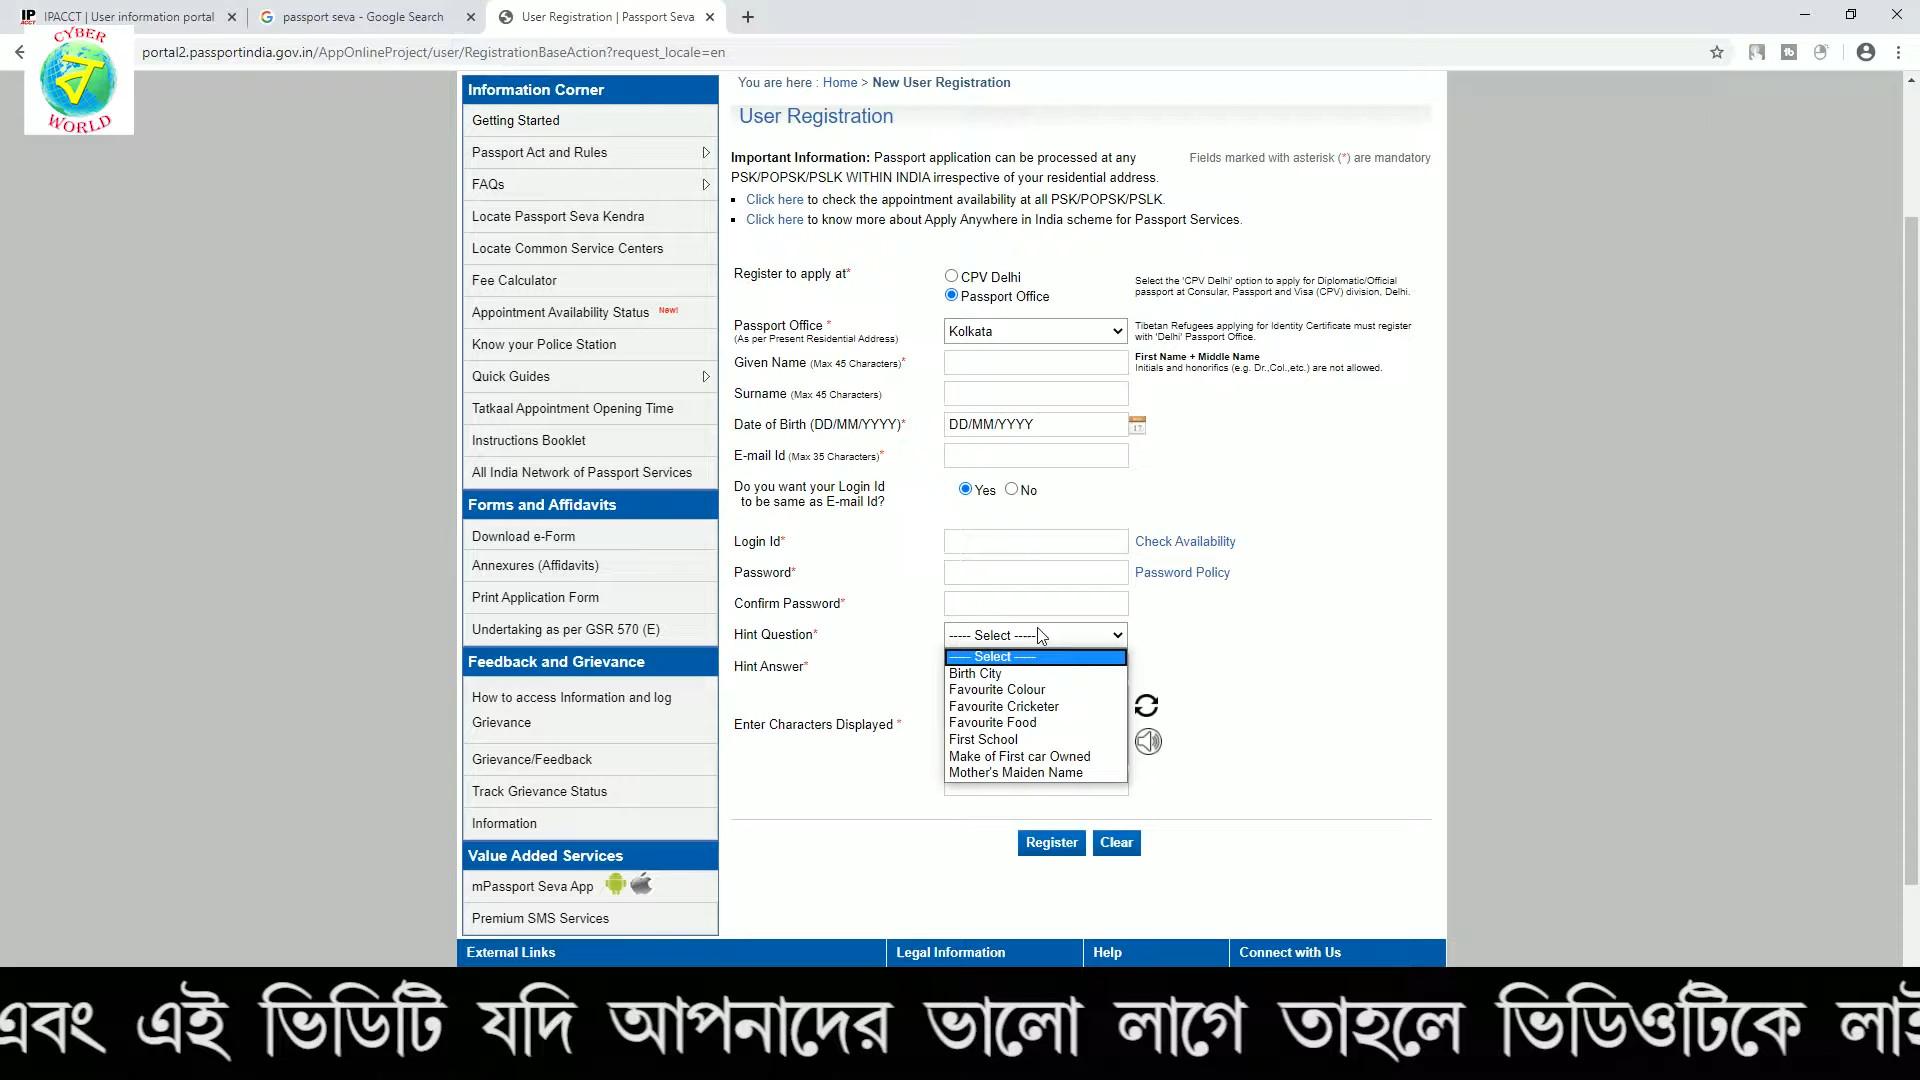 IPACCT | User information portal
passport seva - Google Search
User Registration | Passport Seva
portal2.passportindia.gov.in/AppOnlineProject/user/RegistrationBaseAction?request_locale=en
CYBER
ব
WORLD
Information Corner
Getting Started
Passport Act and Rules
FAQs
Locate Passport Seva Kendra
Locate Common Service Centers
Fee Calculator
Appointment Availability Status New!
Know your Police Station
Quick Guides
Tatkaal Appointment Opening Time
Instructions Booklet
All India Network of Passport Services
Forms and Affidavits
Download e-Form
Annexures (Affidavits)
Print Application Form
Undertaking as per GSR 570 (E)
Feedback and Grievance
How to access Information and log
Grievance
Grievance/Feedback
Track Grievance Status
Information
Value Added Services
mPassport Seva App
Premium SMS Services
You are here : Home > New User Registration
User Registration
Important Information: Passport application can be processed at any
PSK/POPSK/PSLK WITHIN INDIA irrespective of your residential address.
Fields marked with asterisk (*) are mandatory
Click here to check the appointment availability at all PSK/POPSK/PSLK.
Click here to know more about Apply Anywhere in India scheme for Passport Services.
Register to apply at*
CPV Delhi
Passport Office
Select the 'CPV Delhi' option to apply for Diplomatic/Official
passport at Consular, Passport and Visa (CPV) division, Delhi.
Passport Office *
(As per Present Residential Address)
Kolkata
Tibetan Refugees applying for Identity Certificate must register
with 'Delhi' Passport Office.
Given Name (Max 45 Characters)*
First Name + Middle Name
Initials and honorifics (e.g. Dr.,Col.,etc.) are not allowed.
Surname (Max 45 Characters)
Date of Birth (DD/MM/YYYY)*
DD/MM/YYYY
17
E-mail Id (Max 35 Characters)*
Do you want your Login Id
to be same as E-mail Id?
Yes No
Login Id*
Check Availability
Password*
Password Policy
Confirm Password*
Hint Question*
----- Select -----
----- Select -----
Birth City
Favourite Colour
Favourite Cricketer
Favourite Food
First School
Make of First car Owned
Mother's Maiden Name
Hint Answer*
Enter Characters Displayed *
Register Clear
External Links
Legal Information
Help
Connect with Us
এবং এই ভিডিটি যদি আপনাদের ভালো লাগে তাহলে ভিডিওটিকে লাই